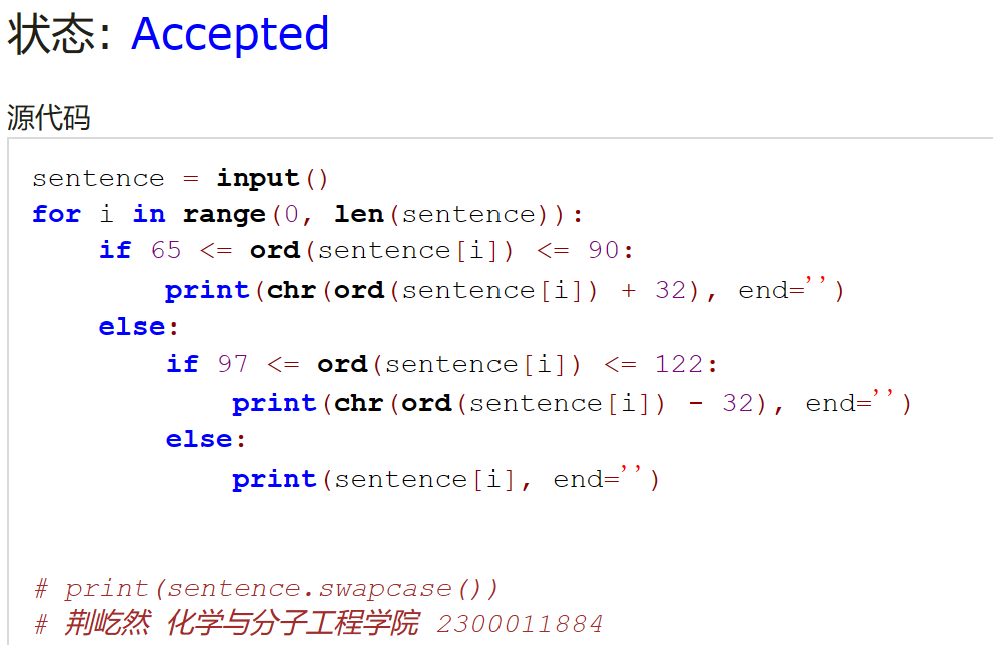 状态: Accepted
源代码
sentence = input()
for i in range(0, len(sentence)):
    if 65 <= ord(sentence[i]) <= 90:
        print(chr(ord(sentence[i]) + 32), end='')
    else:
        if 97 <= ord(sentence[i]) <= 122:
            print(chr(ord(sentence[i]) - 32), end='')
        else:
            print(sentence[i], end='')
# print(sentence.swapcase())
# 荆屹然 化学与分子工程学院 2300011884